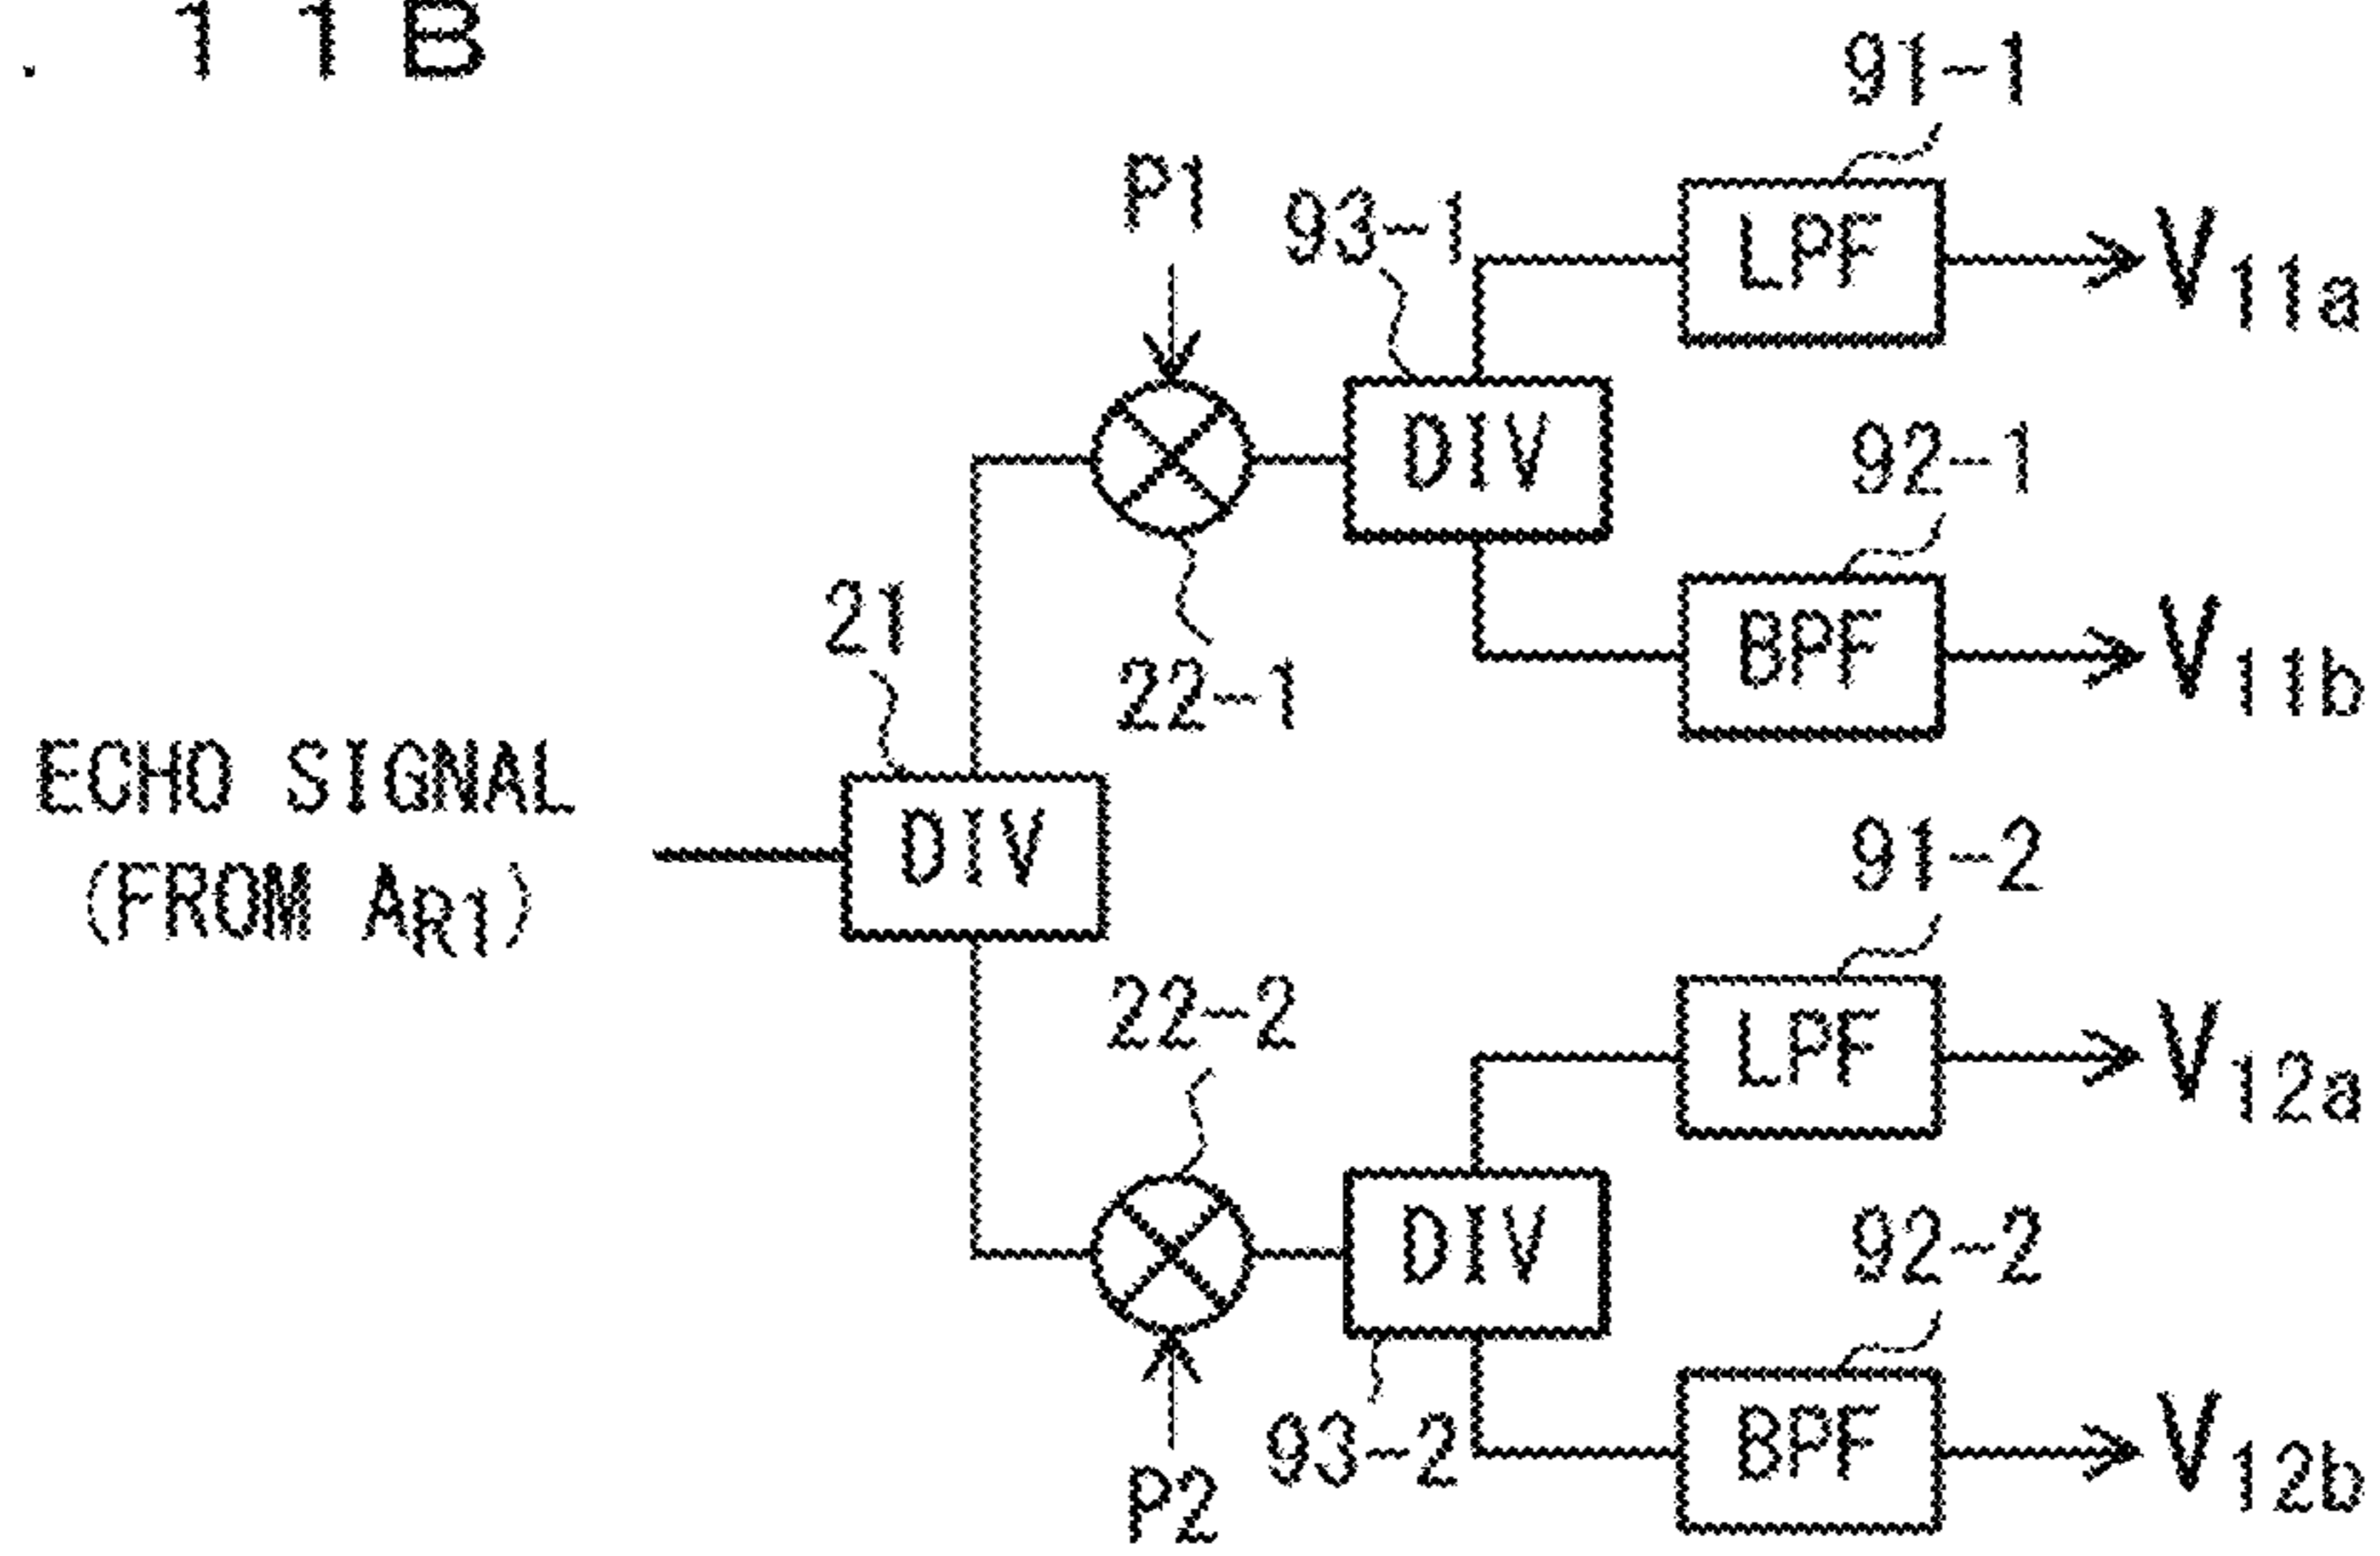 . 11B
91-1
P1
93-1
LPF
V11a
DIV
92-1
21
22-1
BPF
V11b
ECHO SIGNAL
(FROM AR1)
DIV
91-2
22-2
LPF
V12a
DIV
92-2
93-2
BPF
V12b
P2